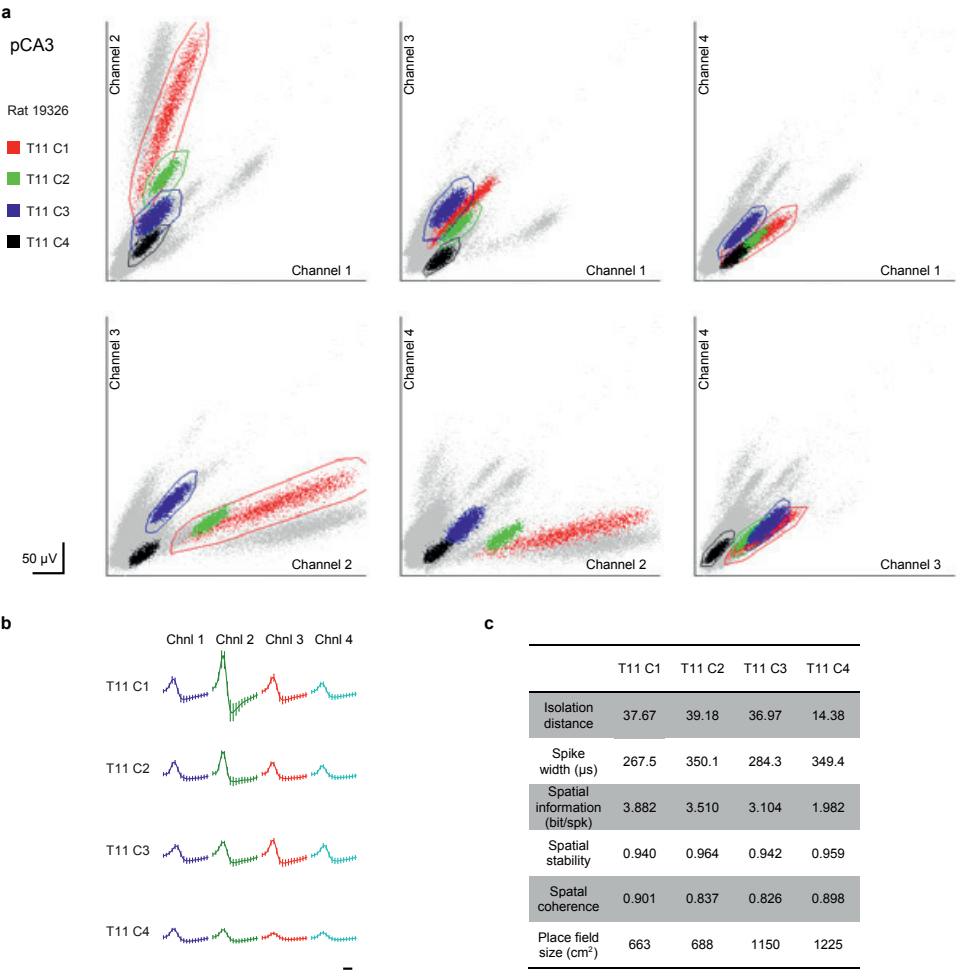 a
pCA3
Rat 19326
T11 C1
T11 C2
T11 C3
T11 C4
Channel 2
Channel 1
Channel 3
Channel 1
Channel 4
Channel 1
Channel 3
Channel 2
Channel 4
Channel 2
Channel 4
Channel 3
50 µV
b
Chnl 1 Chnl 2 Chnl 3 Chnl 4
T11 C1
T11 C2
T11 C3
T11 C4
c
T11 C1 T11 C2 T11 C3 T11 C4
Isolation
distance
37.67 39.18 36.97 14.38
Spike
width (µs)
267.5 350.1 284.3 349.4
Spatial
information
(bit/spk)
3.882 3.510 3.104 1.982
Spatial
stability
0.940 0.964 0.942 0.959
Spatal
coherence
0.901 0.837 0.826 0.898
Place field
size (cm²)
663 688 1150 1225